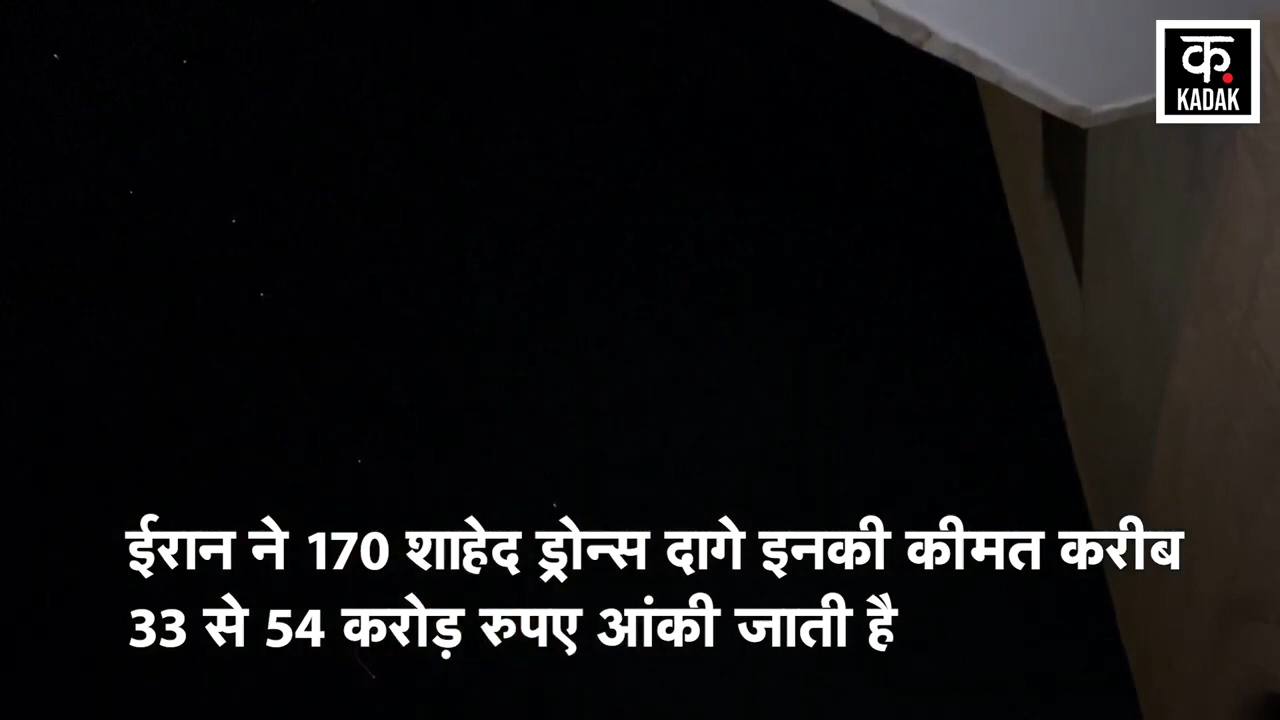 क.
KADAK
ईरान ने 170 शाहेद ड्रोन्स दागे इनकी कीमत करीब
33 से 54 करोड़ रुपए आंकी जाती है